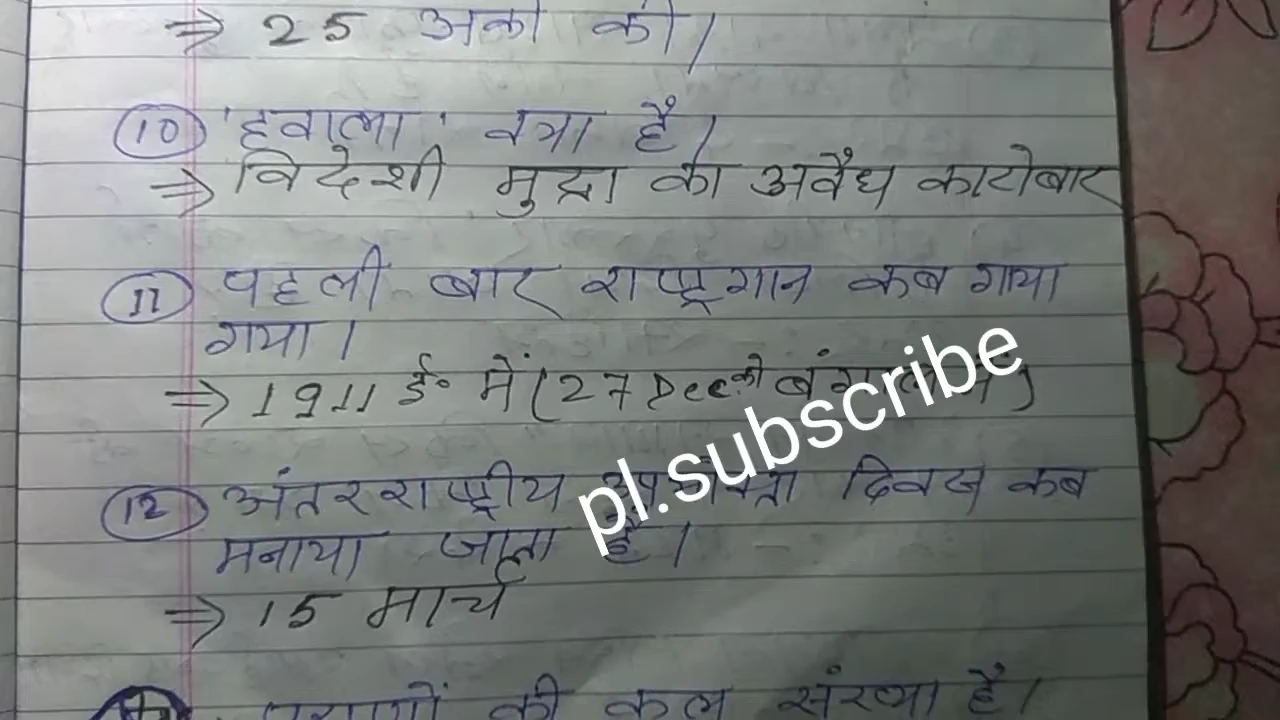 ⇒ 25 अंको की।
(10) 'हवाला' क्या है।
⇒ विदेशी मुद्रा का अवैध कारोबार
(11) पहली बार राष्ट्रगान कब गाया
गया।
⇒ 1911 ई॰ में (27 Dec को बंगाल में)
(12) अंतरराष्ट्रीय उपभोक्ता दिवस कब
मनाया जाता है।
⇒ 15 मार्च
pl.subscribe
की कुल संख्या है।